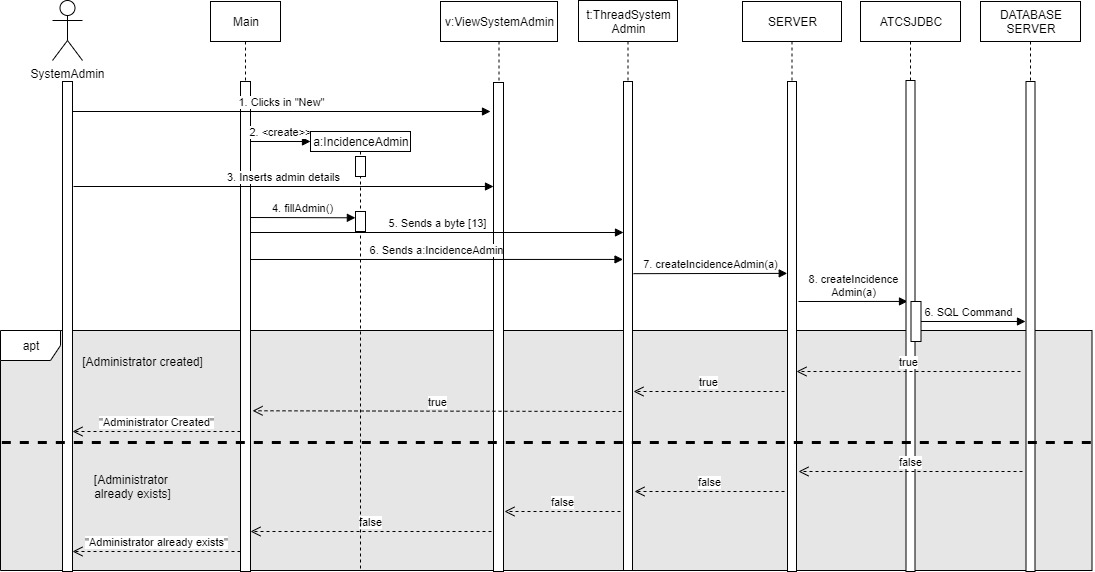 SystemAdmin
Main
v:ViewSystemAdmin
t:ThreadSystem
Admin
SERVER
ATCSJDBC
DATABASE
SERVER
1. Clicks in "New"
2. <create>>
a:IncidenceAdmin
3. Inserts admin details
4. fillAdmin()
5. Sends a byte [13]
6. Sends a:IncidenceAdmin
7. createIncidenceAdmin(a)
8. createIncidence
Admin(a)
6. SQL Command
apt
[Administrator created]
true
true
true
"Administrator Created"
[Administrator
already exists]
false
false
false
false
"Administrator already exists"